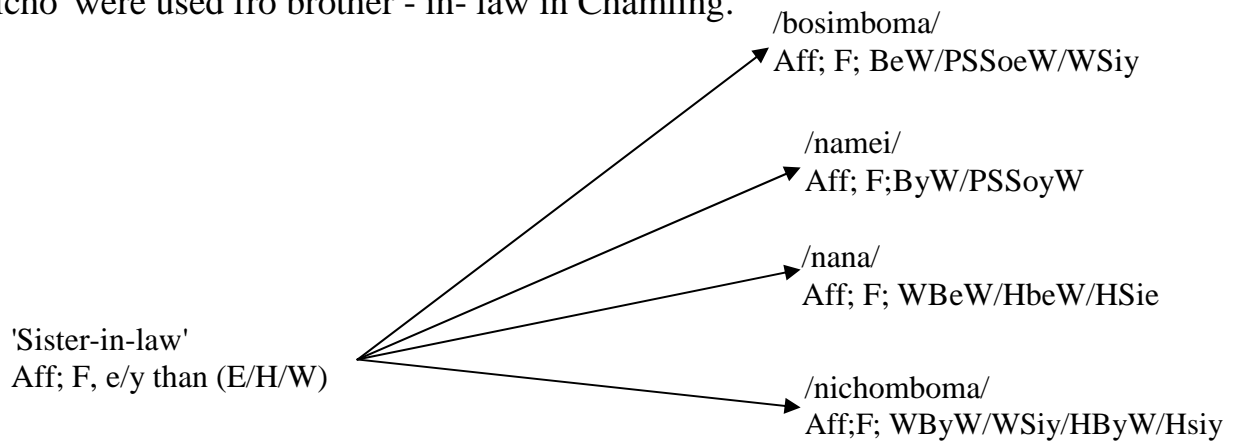 were used fro brother - in- law in Chamling.
/bosimboma/
Aff; F; BeW/PSSoeW/WSiy
/namei/
Aff; F;ByW/PSSoyW
/nana/
Aff; F; WBeW/HbeW/HSie
'Sister-in-law'
Aff; F, e/y than (E/H/W)
/nichomboma/
Aff;F; WByW/WSiy/HByW/Hsiy